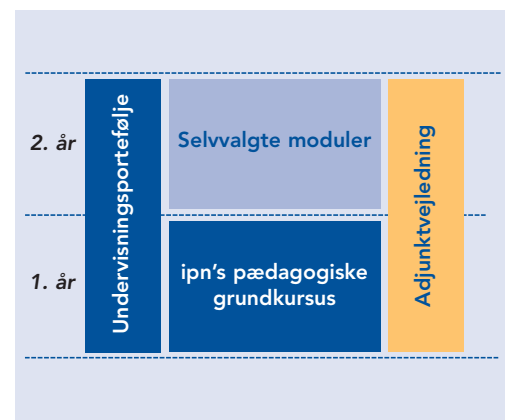 2. år
Undervisningsportefølje
Selvvalgte moduler
Adjunktvejledning
1. år
ipn's pædagogiske
grundkursus